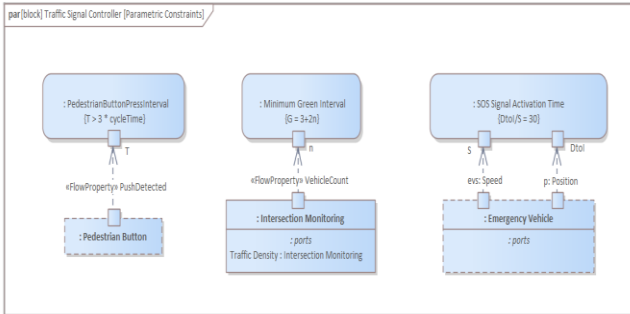 par [block] Traffic Signal Controller [Parametric Constraints]
: PedestrianButtonPressInterval
{T > 3 * cycleTime}
: Minimum Green Interval
{G = 3+2n}
: SOS Signal Activation Time
{DtoI/S = 30}
T
n
S
DtoI
«FlowProperty» PushDetected
«FlowProperty» VehicleCount
evs: Speed
p: Position
: Pedestrian Button
: Intersection Monitoring
: ports
Traffic Density : Intersection Monitoring
: Emergency Vehicle
: ports